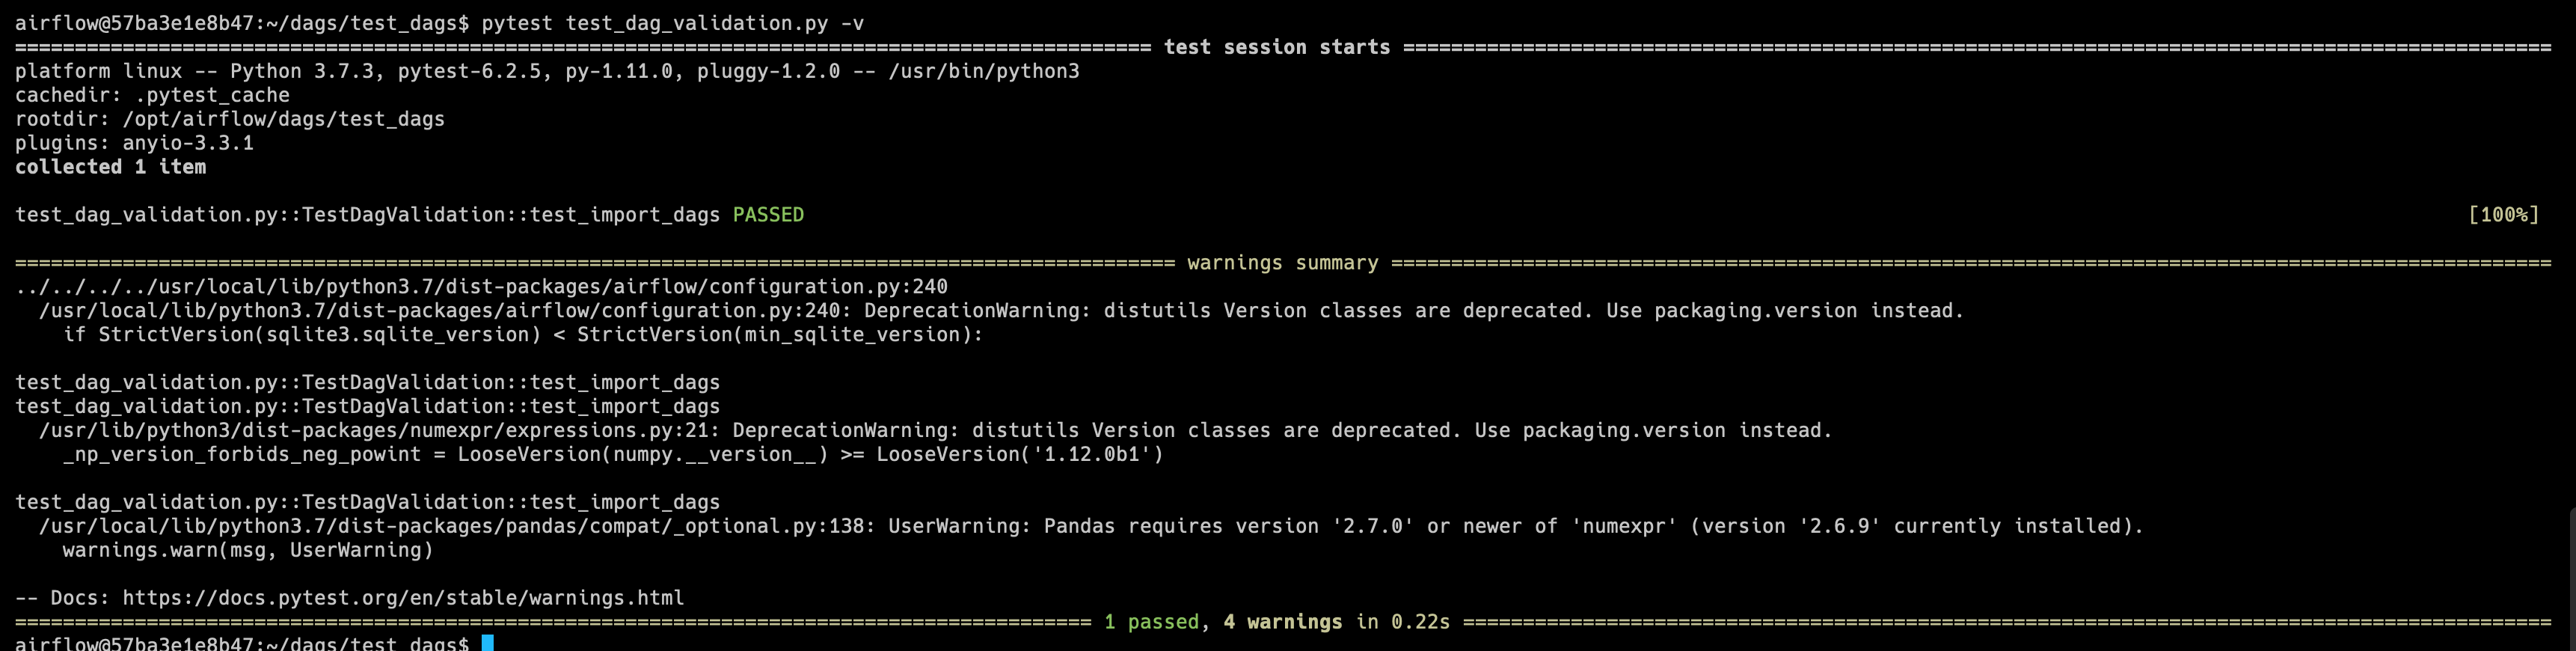 airflow@57ba3e1e8b47:~/dags/test_dags$ pytest test_dag_validation.py -v
============================================================================================== test session starts ==============================================================================================
platform linux -- Python 3.7.3, pytest-6.2.5, py-1.11.0, pluggy-1.2.0 -- /usr/bin/python3
cachedir: .pytest_cache
rootdir: /opt/airflow/dags/test_dags
plugins: anyio-3.3.1
collected 1 item
test_dag_validation.py::TestDagValidation::test_import_dags PASSED [100%]
================================================================================================ warnings summary ================================================================================================
../../../../usr/local/lib/python3.7/dist-packages/airflow/configuration.py:240
/usr/local/lib/python3.7/dist-packages/airflow/configuration.py:240: DeprecationWarning: distutils Version classes are deprecated. Use packaging.version instead.
if StrictVersion(sqlite3.sqlite_version) < StrictVersion(min_sqlite_version):
test_dag_validation.py::TestDagValidation::test_import_dags
test_dag_validation.py::TestDagValidation::test_import_dags
/usr/lib/python3/dist-packages/numexpr/expressions.py:21: DeprecationWarning: distutils Version classes are deprecated. Use packaging.version instead.
_np_version_forbids_neg_powint = LooseVersion(numpy.__version__) >= LooseVersion('1.12.0b1')
test_dag_validation.py::TestDagValidation::test_import_dags
/usr/local/lib/python3.7/dist-packages/pandas/compat/_optional.py:138: UserWarning: Pandas requires version '2.7.0' or newer of 'numexpr' (version '2.6.9' currently installed).
warnings.warn(msg, UserWarning)
-- Docs: https://docs.pytest.org/en/stable/warnings.html
========================================================================================== 1 passed, 4 warnings in 0.22s ==========================================================================================
airflow@57ba3e1e8b47:~/dags/test_dags$